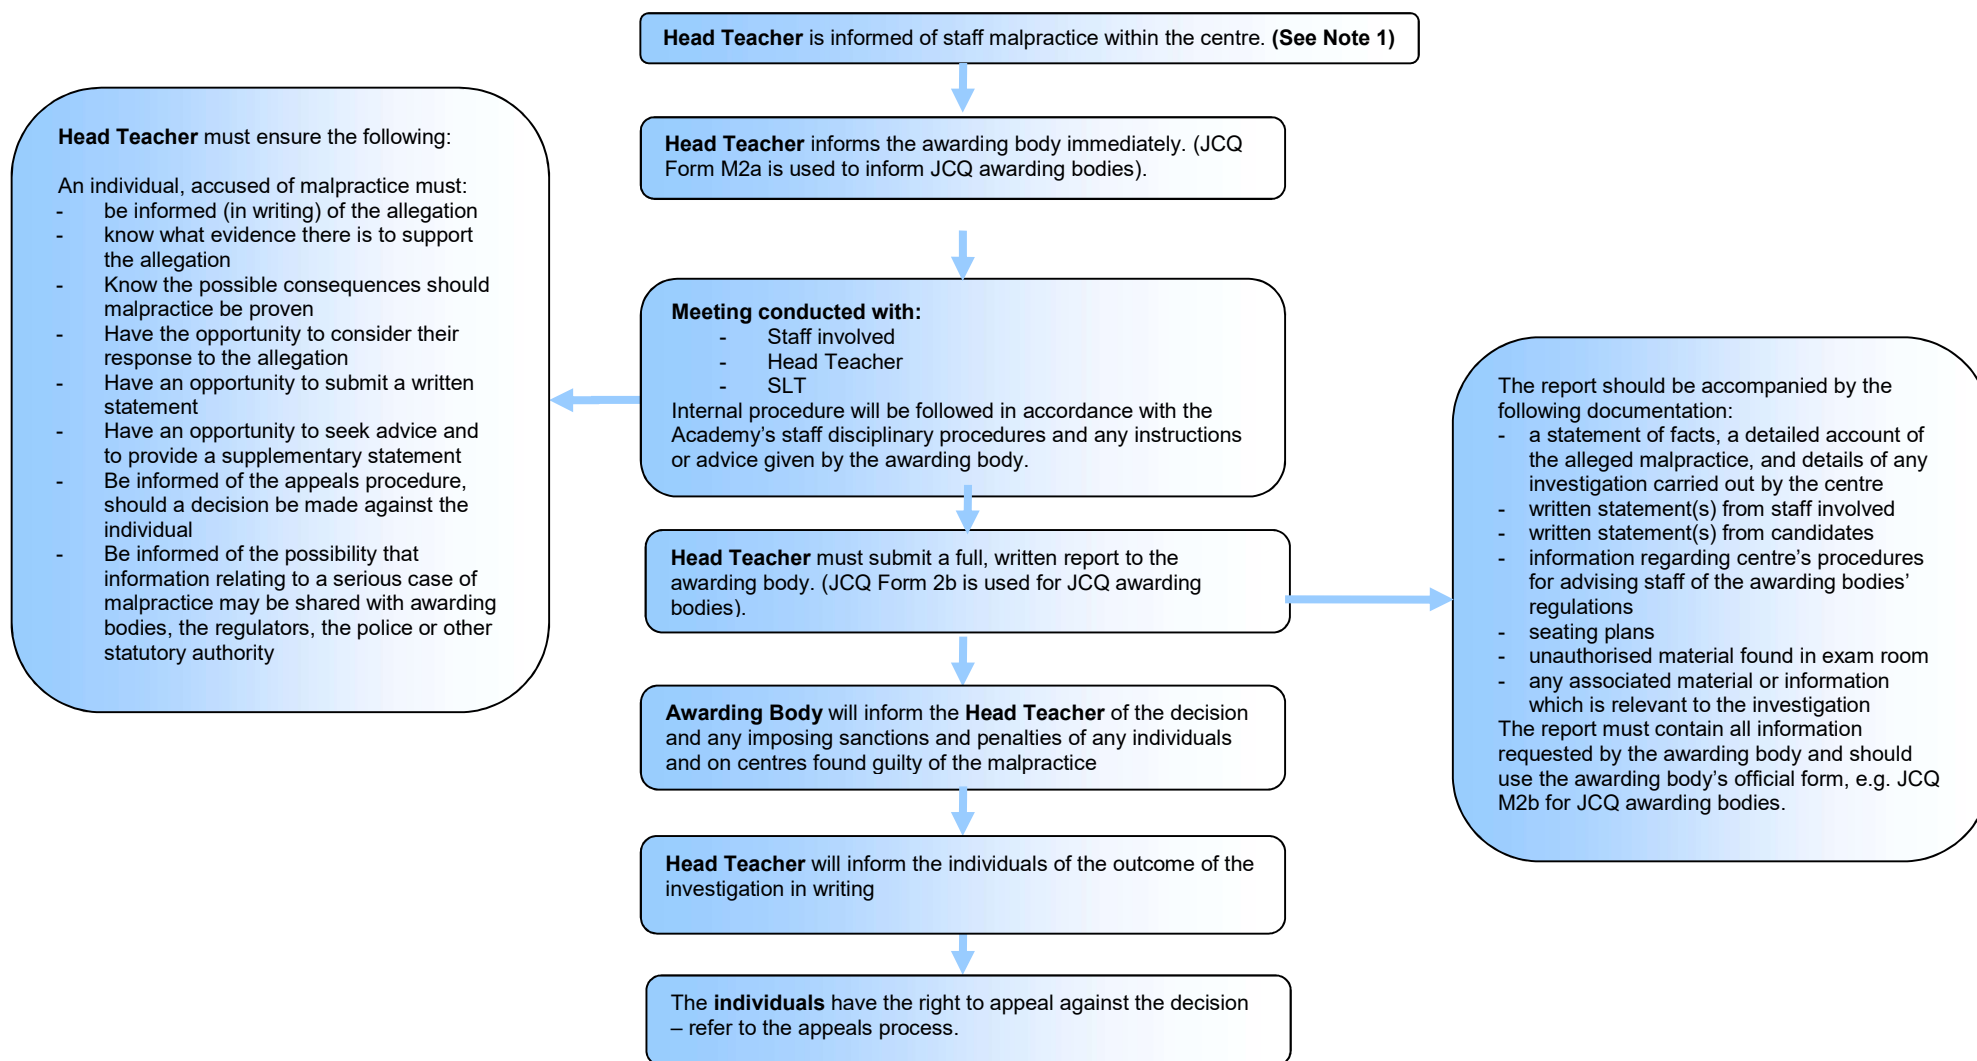 Head Teacher is informed of staff malpractice within the centre. (See Note 1)
Head Teacher informs the awarding body immediately. (JCQ
Form M2a is used to inform JCQ awarding bodies).
Meeting conducted with:
- Staff involved
- Head Teacher
- SLT
Internal procedure will be followed in accordance with the
Academy’s staff disciplinary procedures and any instructions
or advice given by the awarding body.
Head Teacher must ensure the following:
An individual, accused of malpractice must:
- be informed (in writing) of the allegation
- know what evidence there is to support
the allegation
- Know the possible consequences should
malpractice be proven
- Have the opportunity to consider their
response to the allegation
- Have an opportunity to submit a written
statement
- Have an opportunity to seek advice and
to provide a supplementary statement
- Be informed of the appeals procedure,
should a decision be made against the
individual
- Be informed of the possibility that
information relating to a serious case of
malpractice may be shared with awarding
bodies, the regulators, the police or other
statutory authority
Head Teacher must submit a full, written report to the
awarding body. (JCQ Form 2b is used for JCQ awarding
bodies).
The report should be accompanied by the
following documentation:
- a statement of facts, a detailed account of
the alleged malpractice, and details of any
investigation carried out by the centre
- written statement(s) from staff involved
- written statement(s) from candidates
- information regarding centre’s procedures
for advising staff of the awarding bodies’
regulations
- seating plans
- unauthorised material found in exam room
- any associated material or information
which is relevant to the investigation
The report must contain all information
requested by the awarding body and should
use the awarding body’s official form, e.g. JCQ
M2b for JCQ awarding bodies.
Awarding Body will inform the Head Teacher of the decision
and any imposing sanctions and penalties of any individuals
and on centres found guilty of the malpractice
Head Teacher will inform the individuals of the outcome of the
investigation in writing
The individuals have the right to appeal against the decision
– refer to the appeals process.